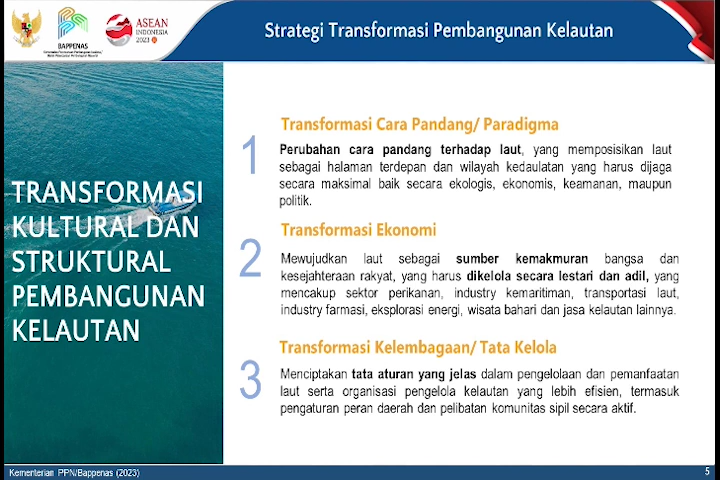 BAPPENAS
ASEAN
INDONESIA
2023
Strategi Transformasi Pembangunan Kelautan
TRANSFORMASI
KULTURAL DAN
STRUKTURAL
PEMBANGUNAN
KELAUTAN
1
Transformasi Cara Pandang/ Paradigma
Perubahan cara pandang terhadap laut, yang memposisikan laut
sebagai halaman terdepan dan wilayah kedaulatan yang harus dijaga
secara maksimal baik secara ekologis, ekonomis, keamanan, maupun
politik.
2
Transformasi Ekonomi
Mewujudkan laut sebagai sumber kemakmuran bangsa dan
kesejahteraan rakyat, yang harus dikelola secara lestari dan adil, yang
mencakup sektor perikanan, industry kemaritiman, transportasi laut,
industry farmasi, eksplorasi energi, wisata bahari dan jasa kelautan lainnya.
3
Transformasi Kelembagaan/ Tata Kelola
Menciptakan tata aturan yang jelas dalam pengelolaan dan pemanfaatan
laut serta organisasi pengelola kelautan yang lebih efisien, termasuk
pengaturan peran daerah dan pelibatan komunitas sipil secara aktif.
Kementerian PPN/Bappenas (2023)
5